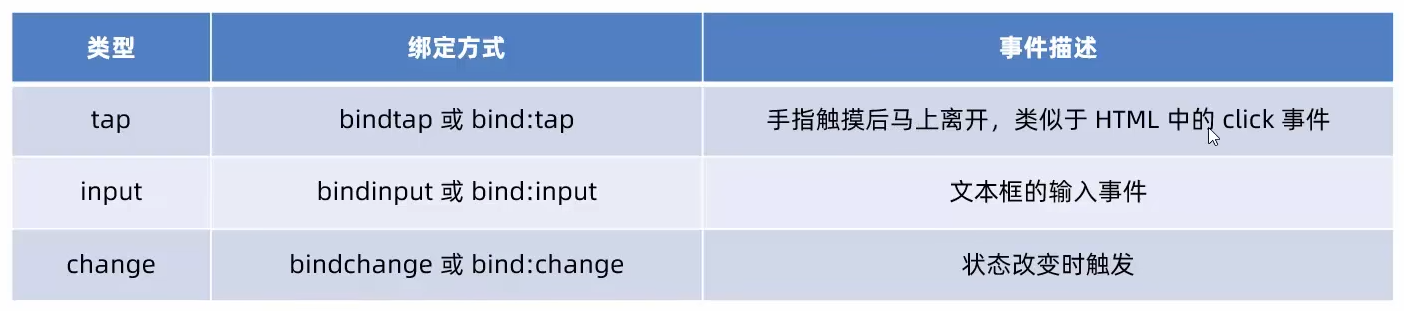 类型 绑定方式 事件描述
tap bindtap 或 bind:tap 手指触摸后马上离开，类似于 HTML 中的 click 事件
input bindinput 或 bind:input 文本框的输入事件
change bindchange 或 bind:change 状态改变时触发